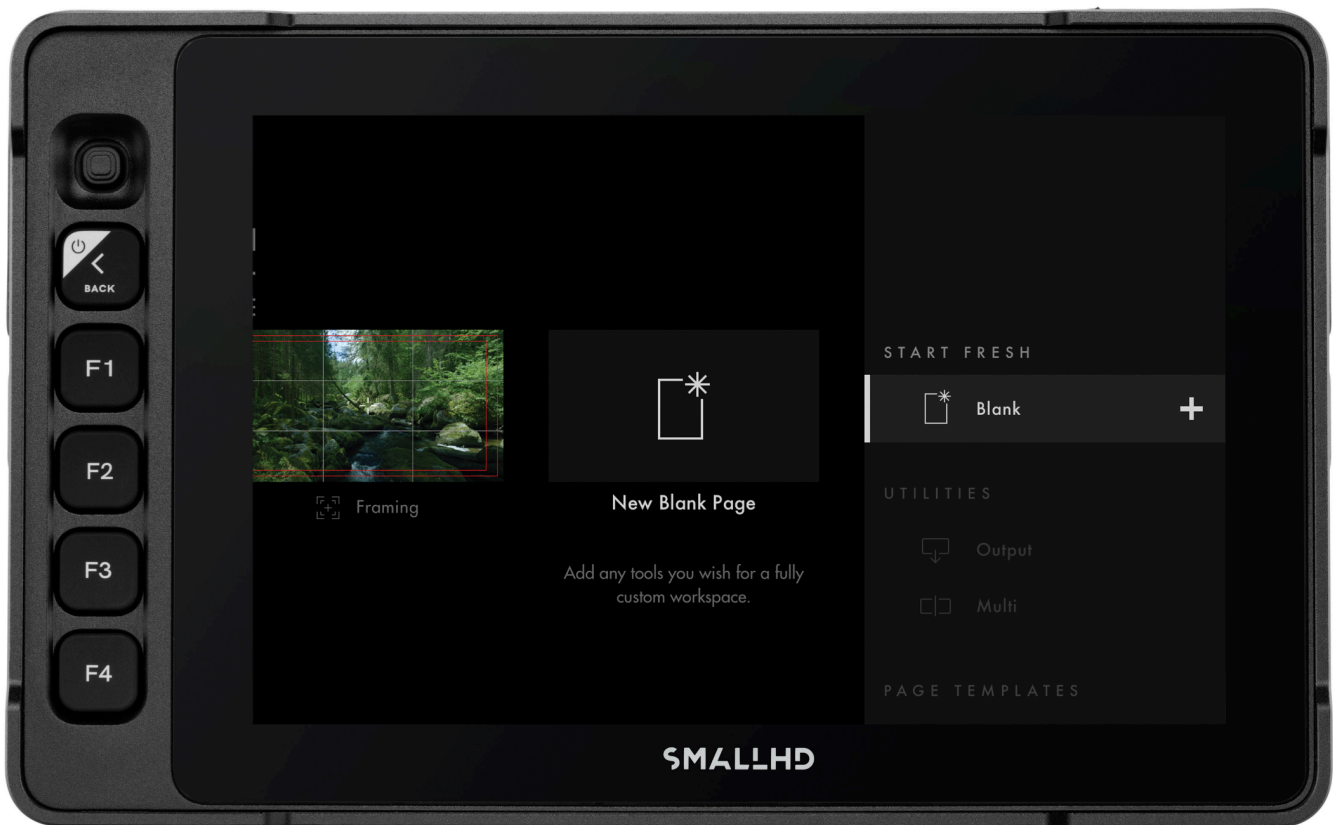 BACK
F1
F2
F3
F4
Framing
New Blank Page
Add any tools you wish for a fully
custom workspace.
START FRESH
Blank
UTILITIES
Output
Multi
PAGE TEMPLATES
SMALLHD